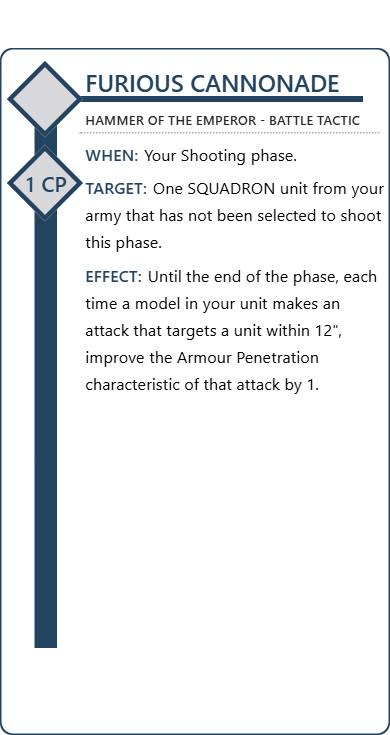 FURIOUS CANNONADE
HAMMER OF THE EMPEROR - BATTLE TACTIC
1 CP
WHEN: Your Shooting phase.
TARGET: One SQUADRON unit from your
army that has not been selected to shoot
this phase.
EFFECT: Until the end of the phase, each
time a model in your unit makes an
attack that targets a unit within 12",
improve the Armour Penetration
characteristic of that attack by 1.